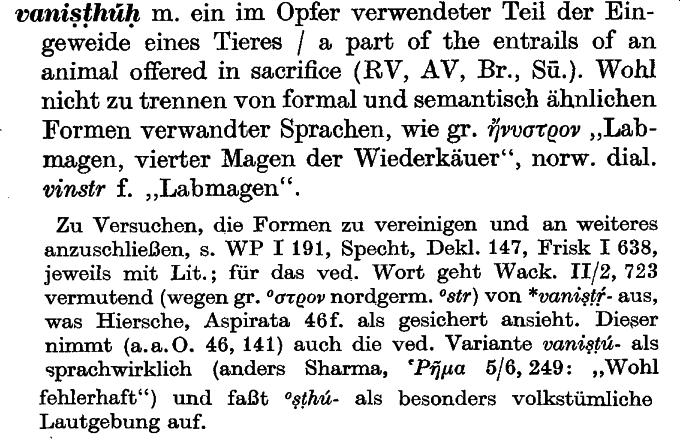 vaniṣṭhúḥ m. ein im Opfer verwendeter Teil der Ein-
geweide eines Tieres / a part of the entrails of an
animal offered in sacrifice (RV, AV, Br., Sū.). Wohl
nicht zu trennen von formal und semantisch ähnlichen
Formen verwandter Sprachen, wie gr. ἤνυστρον „Lab-
magen, vierter Magen der Wiederkäuer“, norw. dial.
vinstr f. „Labmagen“.
Zu Versuchen, die Formen zu vereinigen und an weiteres
anzuschließen, s. WP I 191, Specht, Dekl. 147, Frisk I 638,
jeweils mit Lit.; für das ved. Wort geht Wack. II/2, 723
vermutend (wegen gr. °στρον nordgerm. °str) von *vaniṣṭṛ́- aus,
was Hiersche, Aspirata 46f. als gesichert ansieht. Dieser
nimmt (a.a.O. 46, 141) auch die ved. Variante vaniṣṭú- als
sprachwirklich (anders Sharma, ῾Ρῆμα 5/6, 249: „Wohl
fehlerhaft“) und faßt °ṣṭhú- als besonders volkstümliche
Lautgebung auf.